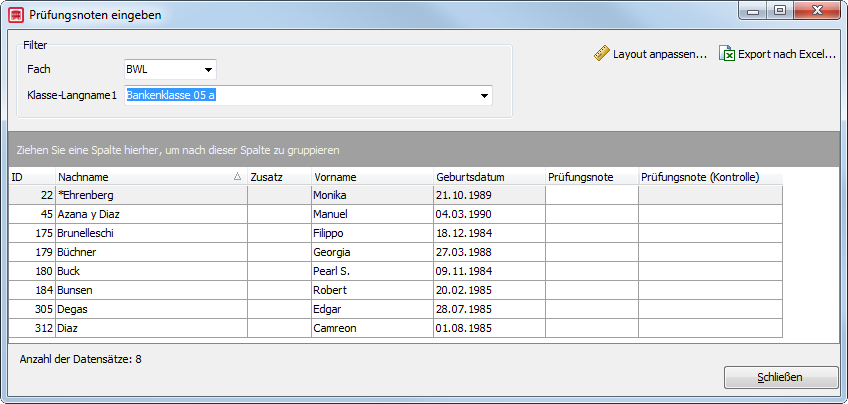 Prüfungsnoten eingeben
Filter
Fach BWL
Klasse-Langname1 Bankenklasse 05 a
Layout anpassen... Export nach Excel...
Ziehen Sie eine Spalte hierher, um nach dieser Spalte zu gruppieren
ID Nachname Zusatz Vorname Geburtsdatum Prüfungsnote Prüfungsnote (Kontrolle)
22 *Ehrenberg Monika 21.10.1989
45 Azana y Diaz Manuel 04.03.1990
175 Brunelleschi Filippo 18.12.1984
179 Büchner Georgia 27.03.1988
180 Buck Pearl S. 09.11.1984
184 Bunsen Robert 20.02.1985
305 Degas Edgar 28.07.1985
312 Diaz Camreon 01.08.1985
Anzahl der Datensätze: 8
Schließen